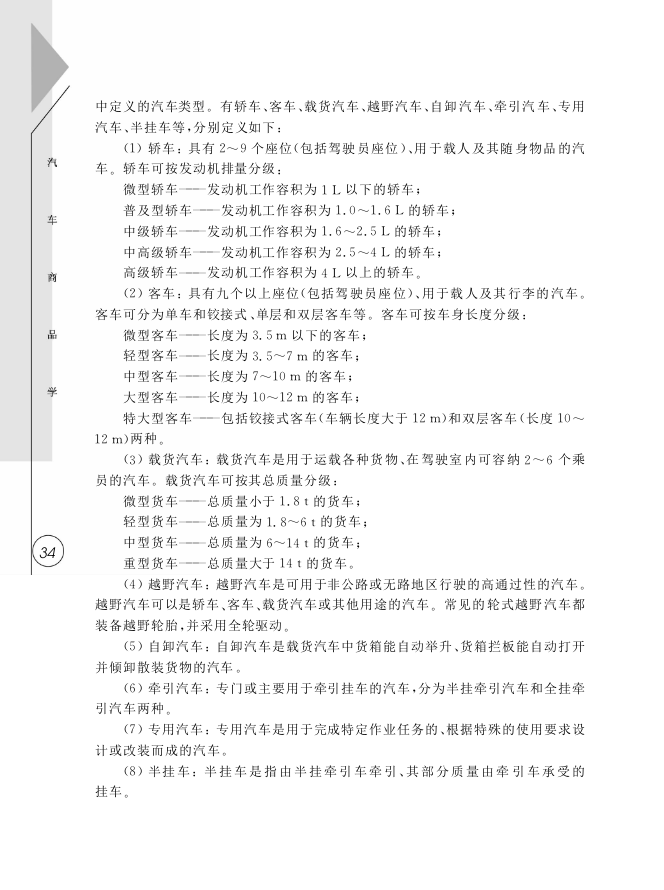 中定义的汽车类型。有轿车、客车、载货汽车、越野汽车、自卸汽车、牵引汽车、专用
汽车、半挂车等,分别定义如下:
(1) 轿车:具有 2～9 个座位(包括驾驶员座位)、用于载人及其随身物品的汽
车。轿车可按发动机排量分级:
微型轿车——发动机工作容积为 1 L 以下的轿车;
普及型轿车——发动机工作容积为 1.0～1.6 L 的轿车;
中级轿车——发动机工作容积为 1.6～2.5 L 的轿车;
中高级轿车——发动机工作容积为 2.5～4 L 的轿车;
高级轿车——发动机工作容积为 4 L 以上的轿车。
(2) 客车:具有九个以上座位(包括驾驶员座位)、用于载人及其行李的汽车。
客车可分为单车和铰接式、单层和双层客车等。客车可按车身长度分级:
微型客车——长度为 3.5 m 以下的客车;
轻型客车——长度为 3.5～7 m 的客车;
中型客车——长度为 7～10 m 的客车;
大型客车——长度为 10～12 m 的客车;
特大型客车——包括铰接式客车(车辆长度大于 12 m)和双层客车(长度 10～
12 m)两种。
(3) 载货汽车:载货汽车是用于运载各种货物、在驾驶室内可容纳 2～6 个乘
员的汽车。载货汽车可按其总质量分级:
微型货车——总质量小于 1.8 t 的货车;
轻型货车——总质量为 1.8～6 t 的货车;
中型货车——总质量为 6～14 t 的货车;
重型货车——总质量大于 14 t 的货车。
(4) 越野汽车:越野汽车是可用于非公路或无路地区行驶的高通过性的汽车。
越野汽车可以是轿车、客车、载货汽车或其他用途的汽车。常见的轮式越野汽车都
装备越野轮胎,并采用全轮驱动。
(5) 自卸汽车:自卸汽车是载货汽车中货箱能自动举升、货箱拦板能自动打开
并倾卸散装货物的汽车。
(6) 牵引汽车:专门或主要用于牵引挂车的汽车,分为半挂牵引汽车和全挂牵
引汽车两种。
(7) 专用汽车:专用汽车是用于完成特定作业任务的、根据特殊的使用要求设
计或改装而成的汽车。
(8) 半挂车:半挂车是指由半挂牵引车牵引、其部分质量由牵引车承受的
挂车。
汽
车
商
品
学
34